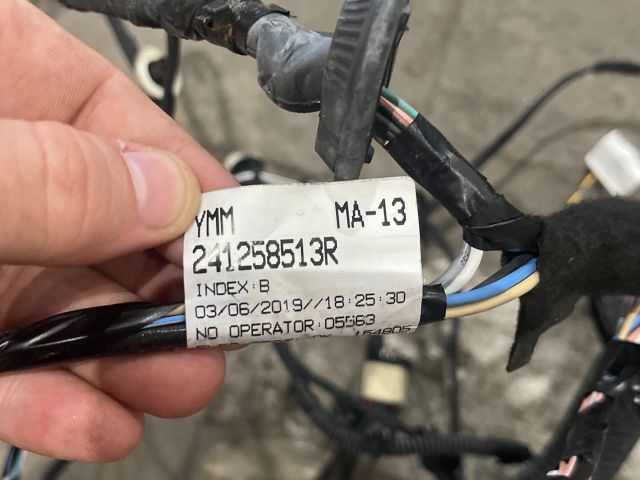 YMM MA-13
241258513R
INDEX:B
03/06/2019//18:25:30
NO OPERATOR:05563